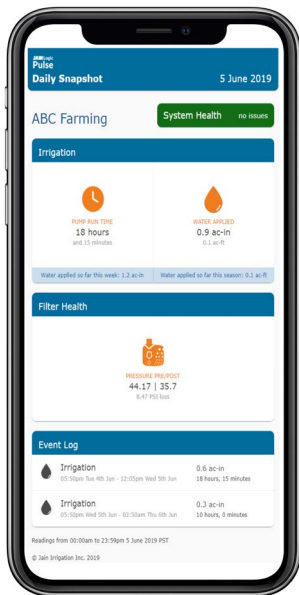 JAIN Logic
Pulse
Daily Snapshot 5 June 2019
ABC Farming
System Health no issues
Irrigation
PUMP RUN TIME
18 hours
and 15 minutes
WATER APPLIED
0.9 ac-in
0.1 ac-ft
Water applied so far this week: 1.2 ac-in Water applied so far this season: 0.1 ac-ft
Filter Health
PRESSURE PRE/POST
44.17 | 35.7
8.47 PSI loss
Event Log
Irrigation 0.6 ac-in
05:50pm Tue 4th Jun - 12:05pm Wed 5th Jun 18 hours, 15 minutes
Irrigation 0.3 ac-in
05:50pm Wed 5th Jun - 03:50am Thu 6th Jun 10 hours, 0 minutes
Readings from 00:00am to 23:59pm 5 June 2019 PST
© Jain Irrigation Inc. 2019